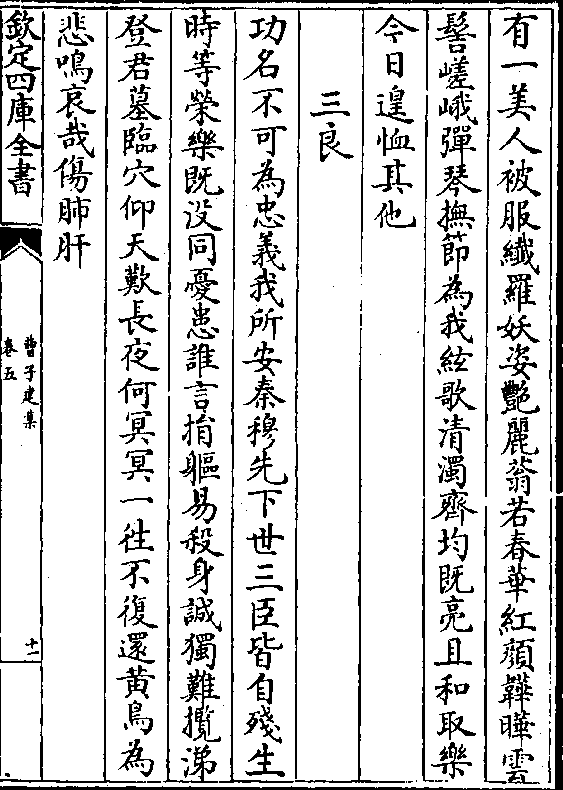 有一美人被服纖羅妖姿艷麗蓊若春華紅顔韡曄雲
髻嵯峨彈琴撫節為我絃歌清濁齊均既亮且和取樂
今日遑恤其他
三良
功名不可為忠義我所安秦穆先下世三臣皆自殘生
時等榮樂既没同憂患誰言捐軀易殺身誠獨難攬涕
登君墓臨穴仰天歎長夜何冥冥一往不復還黄鳥為
悲鳴哀哉傷肺肝
欽定四庫全書
曹子建集
卷五
十一